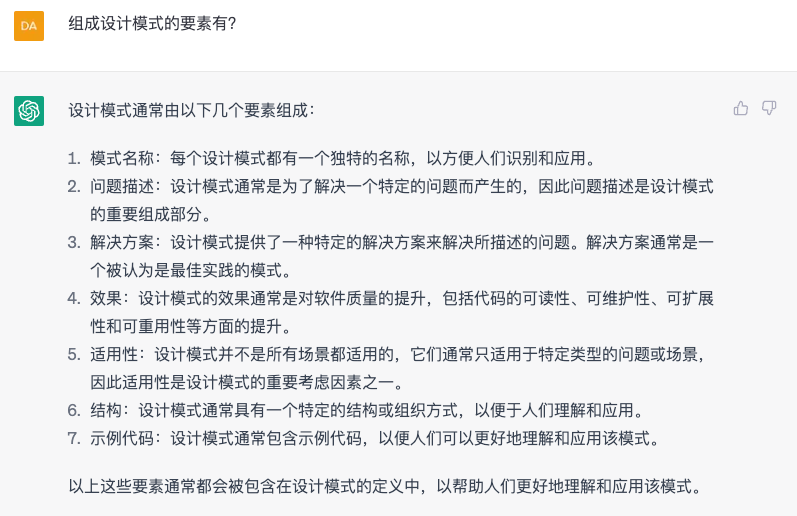 DA
组成设计模式的要素有?
设计模式通常由以下几个要素组成：
1. 模式名称：每个设计模式都有一个独特的名称，以方便人们识别和应用。
2. 问题描述：设计模式通常是为了解决一个特定的问题而产生的，因此问题描述是设计模式
的重要组成部分。
3. 解决方案：设计模式提供了一种特定的解决方案来解决所描述的问题。解决方案通常是一
个被认为是最佳实践的模式。
4. 效果：设计模式的效果通常是对软件质量的提升，包括代码的可读性、可维护性、可扩展
性和可重用性等方面的提升。
5. 适用性：设计模式并不是所有场景都适用的，它们通常只适用于特定类型的问题或场景，
因此适用性是设计模式的重要考虑因素之一。
6. 结构：设计模式通常具有一个特定的结构或组织方式，以便于人们理解和应用。
7. 示例代码：设计模式通常包含示例代码，以便人们可以更好地理解和应用该模式。
以上这些要素通常都会被包含在设计模式的定义中，以帮助人们更好地理解和应用该模式。